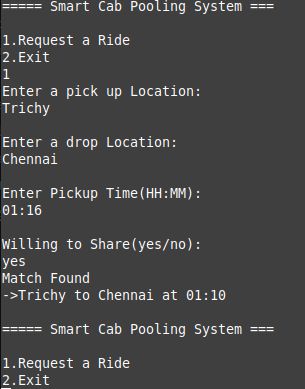 ===== Smart Cab Pooling System ===
1.Request a Ride
2.Exit
1
Enter a pick up Location:
Trichy
Enter a drop Location:
Chennai
Enter Pickup Time(HH:MM):
01:16
Willing to Share(yes/no):
yes
Match Found
->Trichy to Chennai at 01:10
===== Smart Cab Pooling System ===
1.Request a Ride
2.Exit